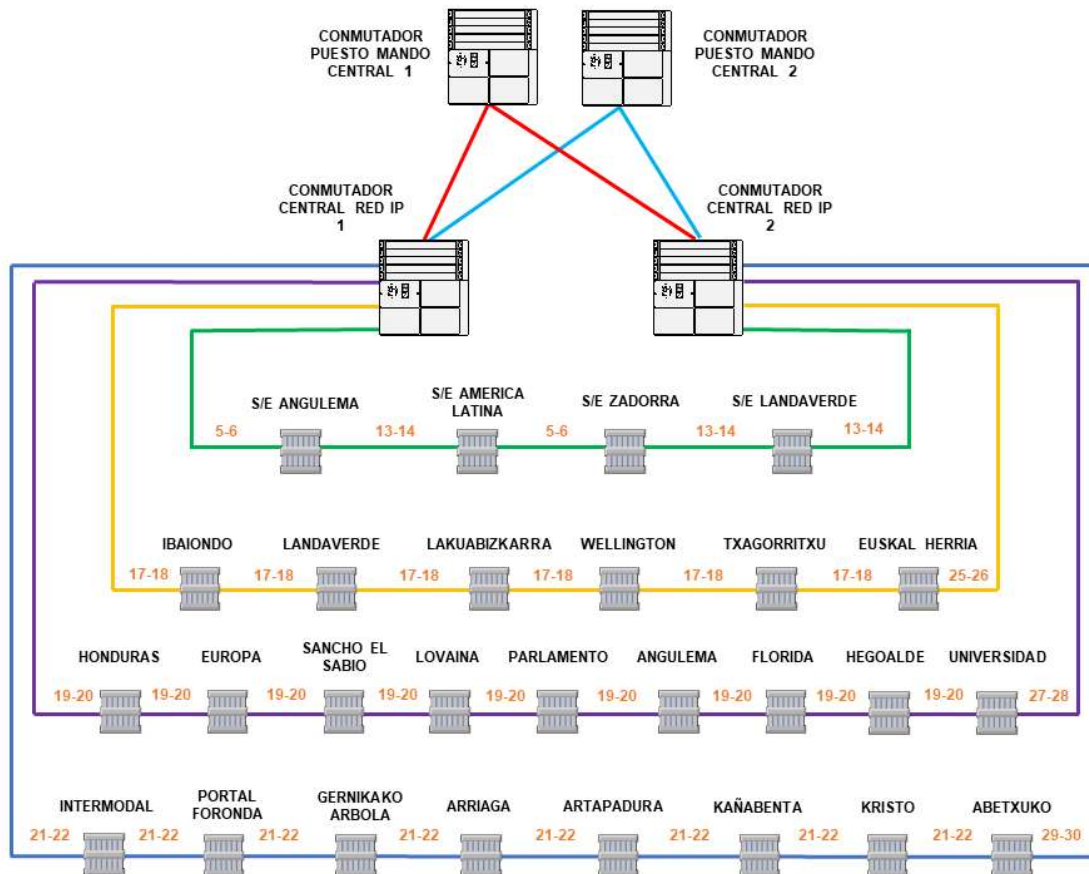 CONMUTADOR
PUESTO MANDO
CENTRAL 1
CONMUTADOR
PUESTO MANDO
CENTRAL 2
CONMUTADOR
CENTRAL RED IP
1
CONMUTADOR
CENTRAL RED IP
2
S/E ANGULEMA
S/E AMERICA
LATINA
S/E ZADORRA
S/E LANDAVERDE
5-6
13-14
5-6
13-14
13-14
IBAIONDO
LANDAVERDE
LAKUABIZKARRA
WELLINGTON
TXAGORRITXU
EUSKAL HERRIA
17-18
17-18
17-18
17-18
17-18
17-18
25-26
HONDURAS
EUROPA
SANCHO EL
SABIO
LOVAINA
PARLAMENTO
ANGULEMA
FLORIDA
HEGOALDE
UNIVERSIDAD
19-20
19-20
19-20
19-20
19-20
19-20
19-20
19-20
19-20
27-28
INTERMODAL
PORTAL
FORONDA
GERNIKAKO
ARBOLA
ARRIAGA
ARTAPADURA
KAÑABENTA
KRISTO
ABETXUKO
21-22
21-22
21-22
21-22
21-22
21-22
21-22
21-22
29-30